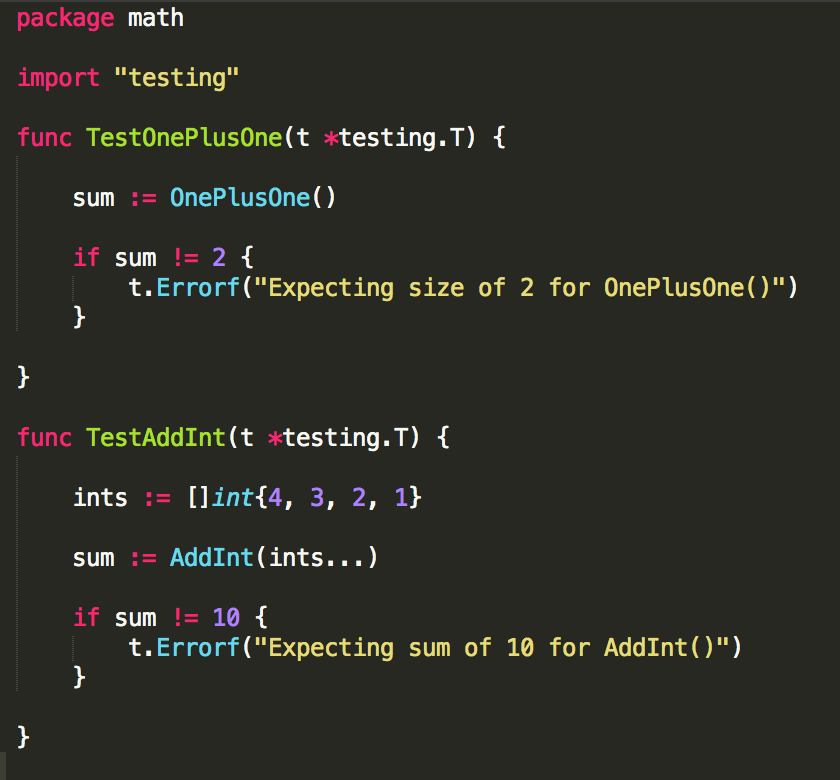 package math
import "testing"
func TestOnePlusOne(t *testing.T) {
sum := OnePlusOne()
if sum != 2 {
t.Errorf("Expecting size of 2 for OnePlusOne()")
}
}
func TestAddInt(t *testing.T) {
ints := []int{4, 3, 2, 1}
sum := AddInt(ints...)
if sum != 10 {
t.Errorf("Expecting sum of 10 for AddInt()")
}
}